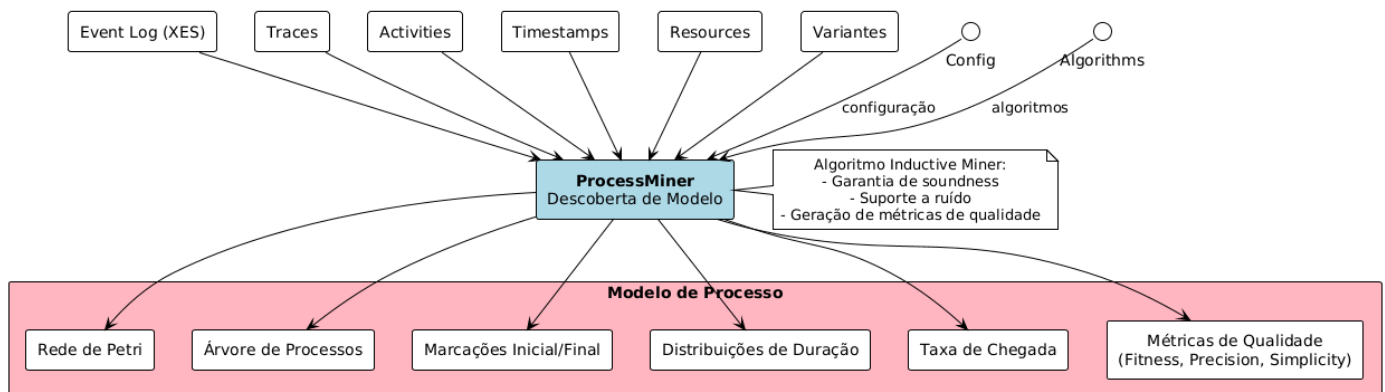 Event Log (XES)
Traces
Activities
Timestamps
Resources
Variantes
Config
Algorithms
configuração
algoritmos
ProcessMiner
Descoberta de Modelo
Algoritmo Inductive Miner:
- Garantia de soundness
- Suporte a ruído
- Geração de métricas de qualidade
Modelo de Processo
Rede de Petri
Árvore de Processos
Marcações Inicial/Final
Distribuições de Duração
Taxa de Chegada
Métricas de Qualidade
(Fitness, Precision, Simplicity)